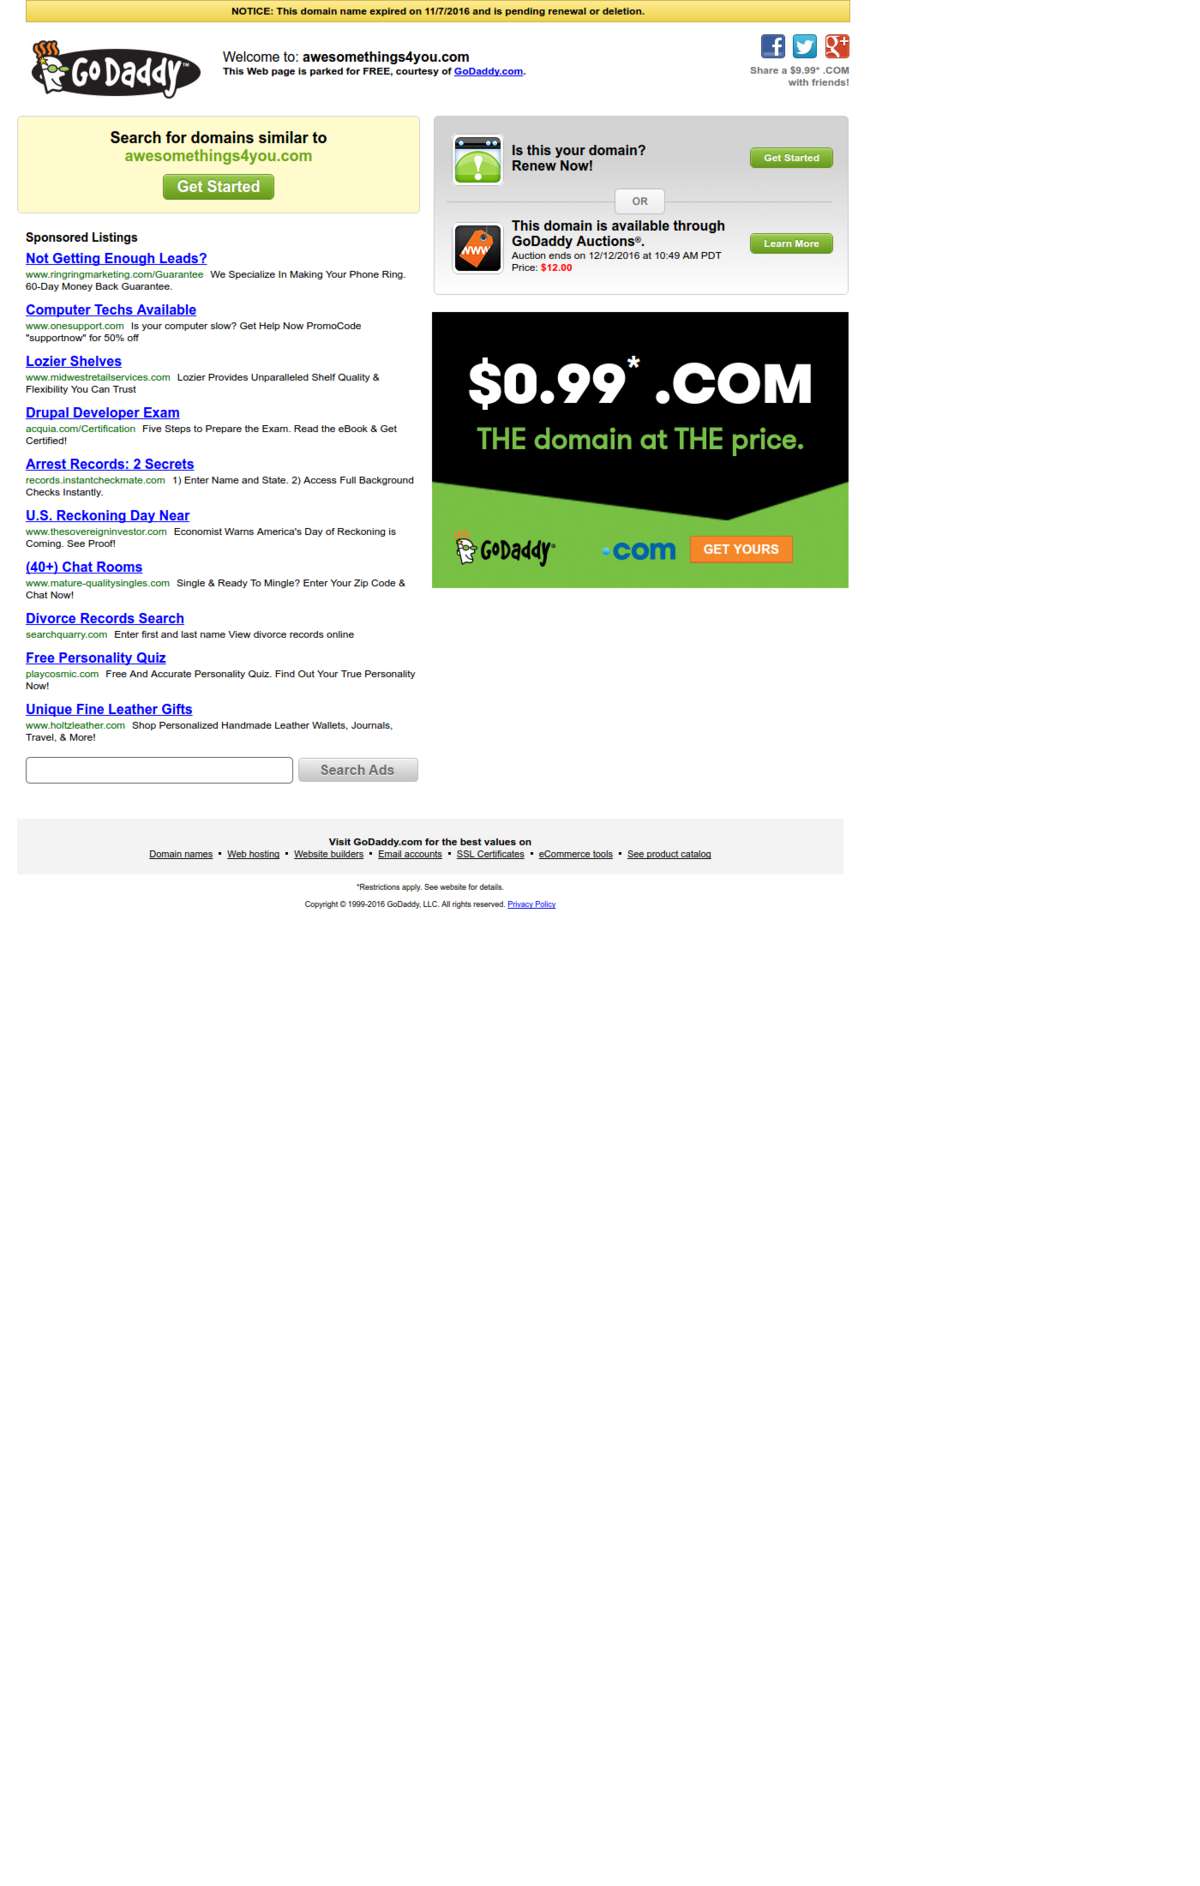 NOTICE: This domain name expired on 11/7/2016 and is pending renewal or deletion.
GO Daddy™
Welcome to: awesomethings4you.com
This Web page is parked for FREE, courtesy of GoDaddy.com.
Share a $9.99* .COM
with friends!
Search for domains similar to
awesomethings4you.com
Get Started
Is this your domain?
Renew Now!
Get Started
OR
WWW
This domain is available through
GoDaddy Auctions®.
Auction ends on 12/12/2016 at 10:49 AM PDT
Price: $12.00
Learn More
Sponsored Listings
Not Getting Enough Leads?
www.ringringmarketing.com/Guarantee We Specialize In Making Your Phone Ring.
60-Day Money Back Guarantee.
Computer Techs Available
www.onesupport.com Is your computer slow? Get Help Now PromoCode
"supportnow" for 50% off
Lozier Shelves
www.midwestretailservices.com Lozier Provides Unparalleled Shelf Quality &
Flexibility You Can Trust
Drupal Developer Exam
acquia.com/Certification Five Steps to Prepare the Exam. Read the eBook & Get
Certified!
Arrest Records: 2 Secrets
records.instantcheckmate.com 1) Enter Name and State. 2) Access Full Background
Checks Instantly.
U.S. Reckoning Day Near
www.thesovereigninvestor.com Economist Warns America's Day of Reckoning is
Coming. See Proof!
(40+) Chat Rooms
www.mature-qualitysingles.com Single & Ready To Mingle? Enter Your Zip Code &
Chat Now!
Divorce Records Search
searchquarry.com Enter first and last name View divorce records online
Free Personality Quiz
playcosmic.com Free And Accurate Personality Quiz. Find Out Your True Personality
Now!
Unique Fine Leather Gifts
www.holtzleather.com Shop Personalized Handmade Leather Wallets, Journals,
Travel, & More!
Search Ads
$0.99* .COM
THE domain at THE price.
GoDaddy®
.com
GET YOURS
Visit GoDaddy.com for the best values on
Domain names ▪ Web hosting ▪ Website builders ▪ Email accounts ▪ SSL Certificates ▪ eCommerce tools ▪ See product catalog
*Restrictions apply. See website for details.
Copyright © 1999-2016 GoDaddy, LLC. All rights reserved. Privacy Policy